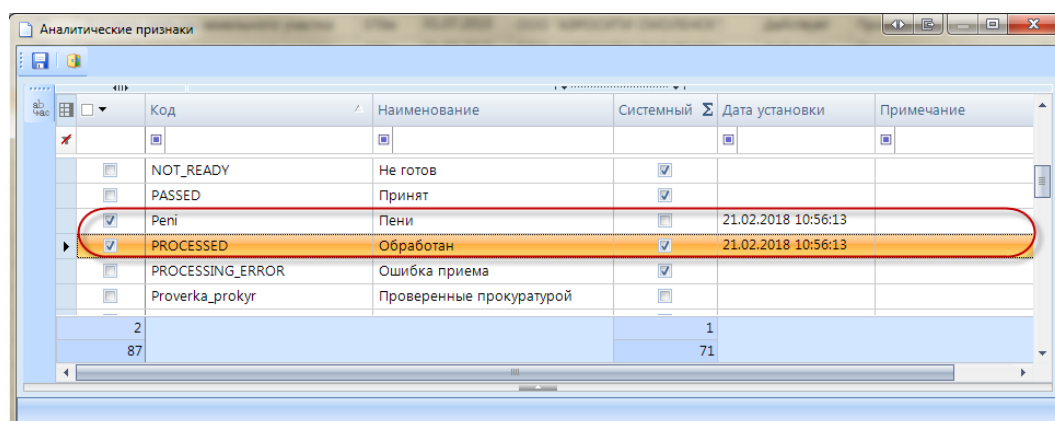 Аналитические признаки
Код Наименование Системный Σ Дата установки Примечание
NOT_READY Не готов
PASSED Принят
Peni Пени 21.02.2018 10:56:13
PROCESSED Обработан 21.02.2018 10:56:13
PROCESSING_ERROR Ошибка приема
Proverka_prokyr Проверенные прокуратурой
2 1
87 71